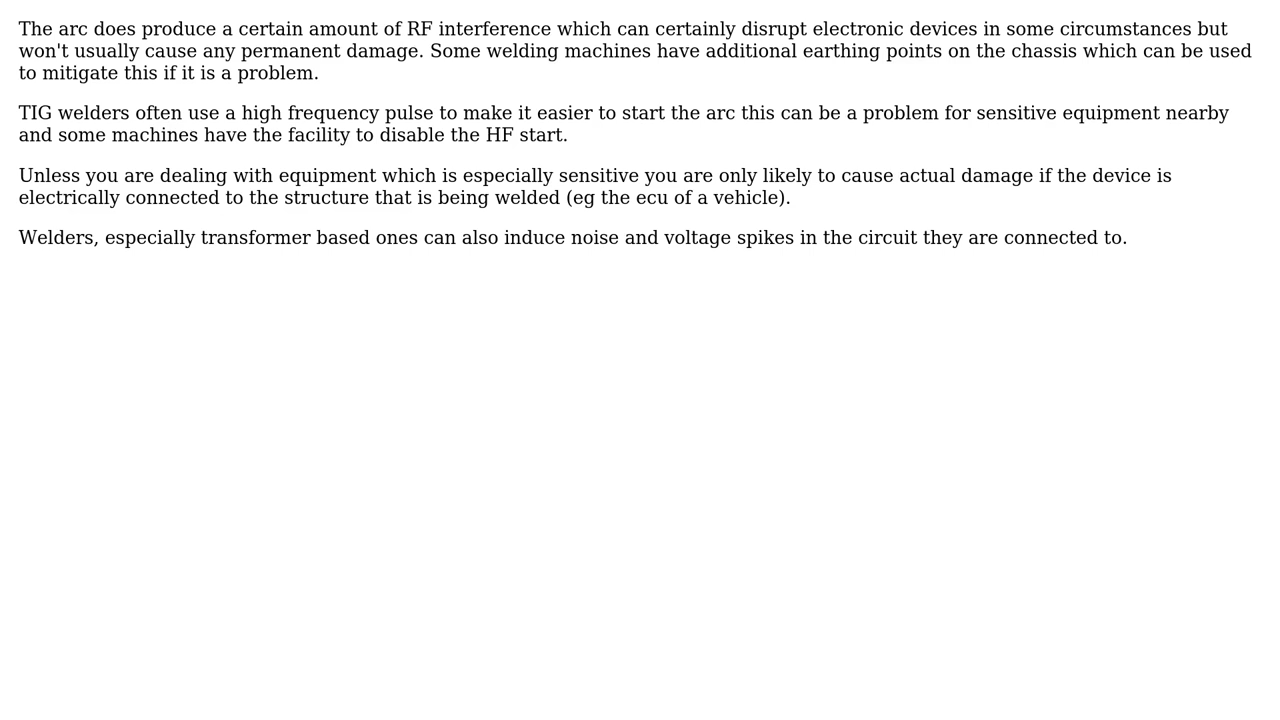 The arc does produce a certain amount of RF interference which can certainly disrupt electronic devices in some circumstances but
won't usually cause any permanent damage. Some welding machines have additional earthing points on the chassis which can be used
to mitigate this if it is a problem.
TIG welders often use a high frequency pulse to make it easier to start the arc this can be a problem for sensitive equipment nearby
and some machines have the facility to disable the HF start.
Unless you are dealing with equipment which is especially sensitive you are only likely to cause actual damage if the device is
electrically connected to the structure that is being welded (eg the ecu of a vehicle).
Welders, especially transformer based ones can also induce noise and voltage spikes in the circuit they are connected to.